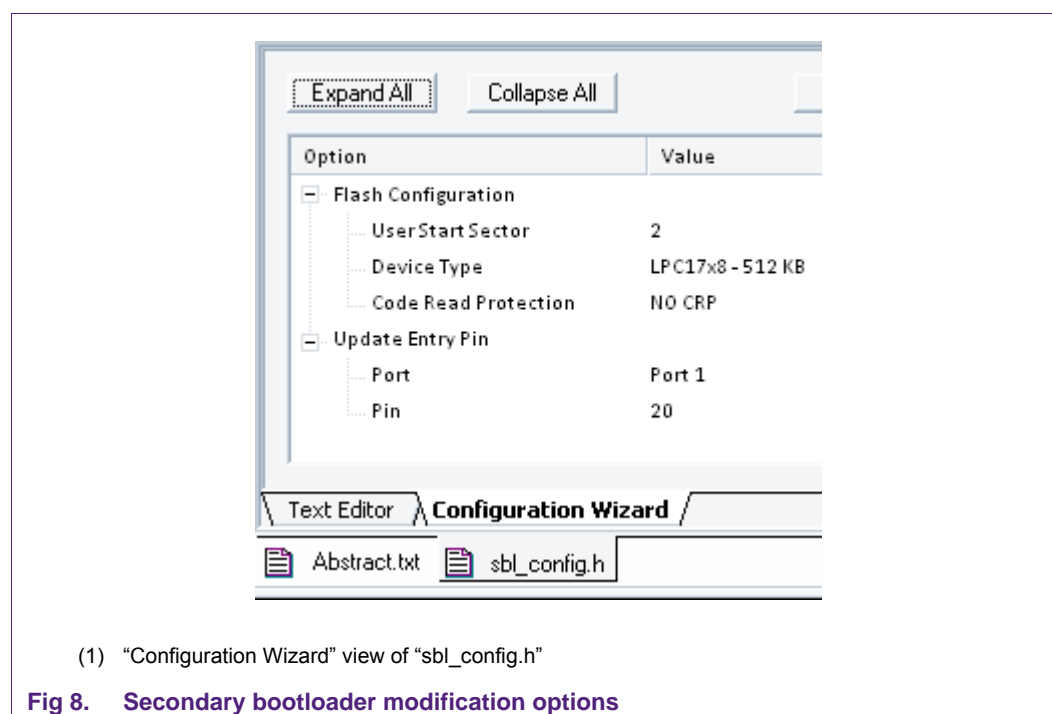 Expand All Collapse All
Option Value
Flash Configuration
User Start Sector 2
Device Type LPC17x8 - 512 KB
Code Read Protection NO CRP
Update Entry Pin
Port Port 1
Pin 20
Text Editor Configuration Wizard
Abstract.txt sbl_config.h
(1) “Configuration Wizard” view of “sbl_config.h”
Fig 8. Secondary bootloader modification options